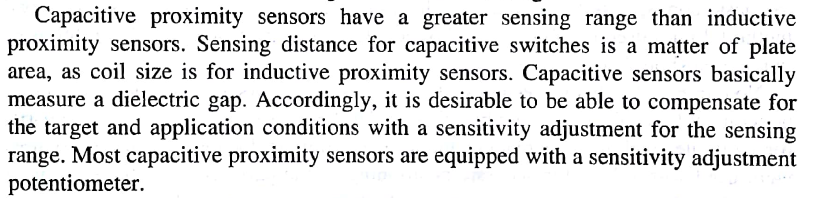 Capacitive proximity sensors have a greater sensing range than inductive
proximity sensors. Sensing distance for capacitive switches is a matter of plate
area, as coil size is for inductive proximity sensors. Capacitive sensors basically
measure a dielectric gap. Accordingly, it is desirable to be able to compensate for
the target and application conditions with a sensitivity adjustment for the sensing
range. Most capacitive proximity sensors are equipped with a sensitivity adjustment
potentiometer.